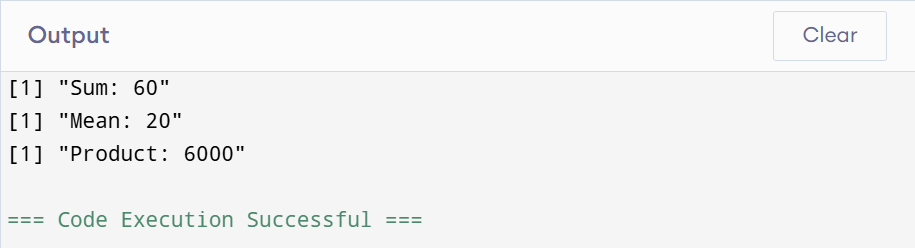 Output
Clear
[1] "Sum: 60"
[1] "Mean: 20"
[1] "Product: 6000"
=== Code Execution Successful ===